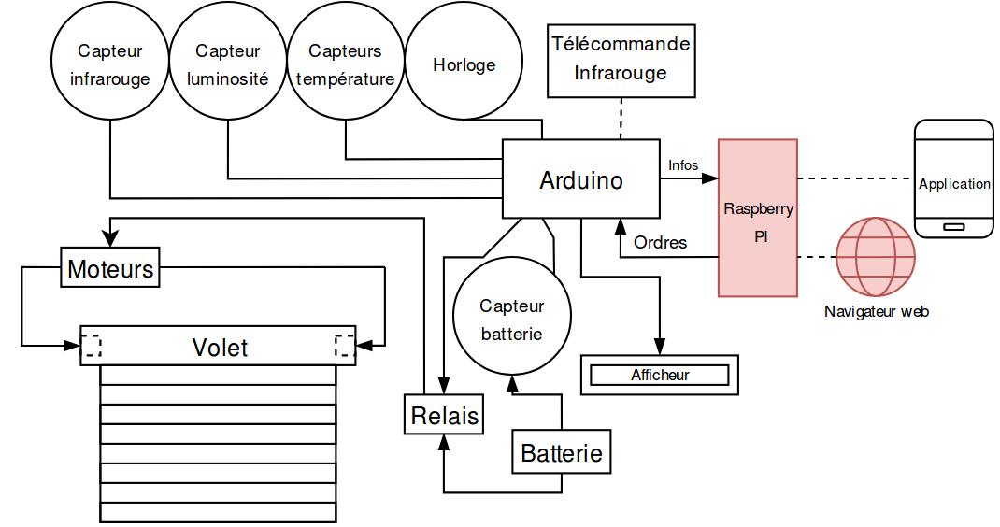 Capteur
infrarouge
Capteur
luminosité
Capteurs
température
Horloge
Télécommande
Infrarouge
Arduino
Infos
Raspberry
PI
Application
Ordres
Navigateur web
Moteurs
Volet
Capteur
batterie
Afficheur
Relais
Batterie